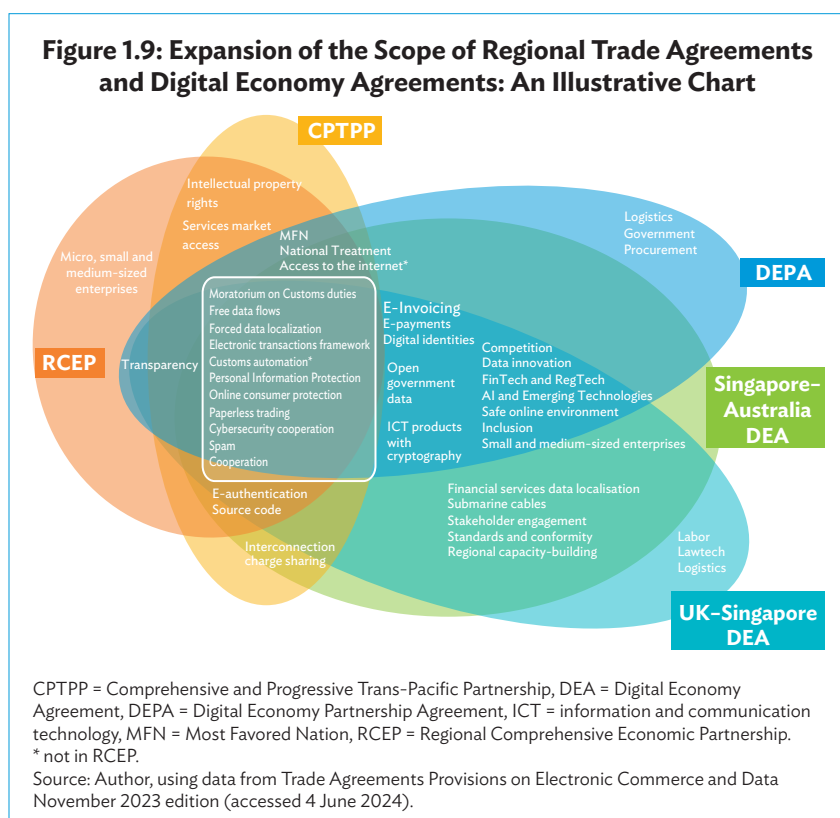 Figure 1.9: Expansion of the Scope of Regional Trade Agreements
and Digital Economy Agreements: An Illustrative Chart
CPTPP
Intellectual property
rights
Services market
access
MFN
National Treatment
Access to the internet*
Logistics
Government
Procurement
Micro, small and
medium-sized
enterprises
DEPA
Moratorium on Customs duties
Free data flows
Forced data localization
Electronic transactions framework
Customs automation*
Personal Information Protection
Online consumer protection
Paperless trading
Cybersecurity cooperation
Spam
Cooperation
E-Invoicing
E-payments
Digital identities
Open
government
data
ICT products
with
cryptography
Competition
Data innovation
FinTech and RegTech
AI and Emerging Technologies
Safe online environment
Inclusion
Small and medium-sized enterprises
RCEP
Transparency
Singapore–
Australia
DEA
E-authentication
Source code
Interconnection
charge sharing
Financial services data localisation
Submarine cables
Stakeholder engagement
Standards and conformity
Regional capacity-building
Labor
Lawtech
Logistics
UK–Singapore
DEA
CPTPP = Comprehensive and Progressive Trans-Pacific Partnership, DEA = Digital Economy
Agreement, DEPA = Digital Economy Partnership Agreement, ICT = information and communication
technology, MFN = Most Favored Nation, RCEP = Regional Comprehensive Economic Partnership.
* not in RCEP.
Source: Author, using data from Trade Agreements Provisions on Electronic Commerce and Data
November 2023 edition (accessed 4 June 2024).